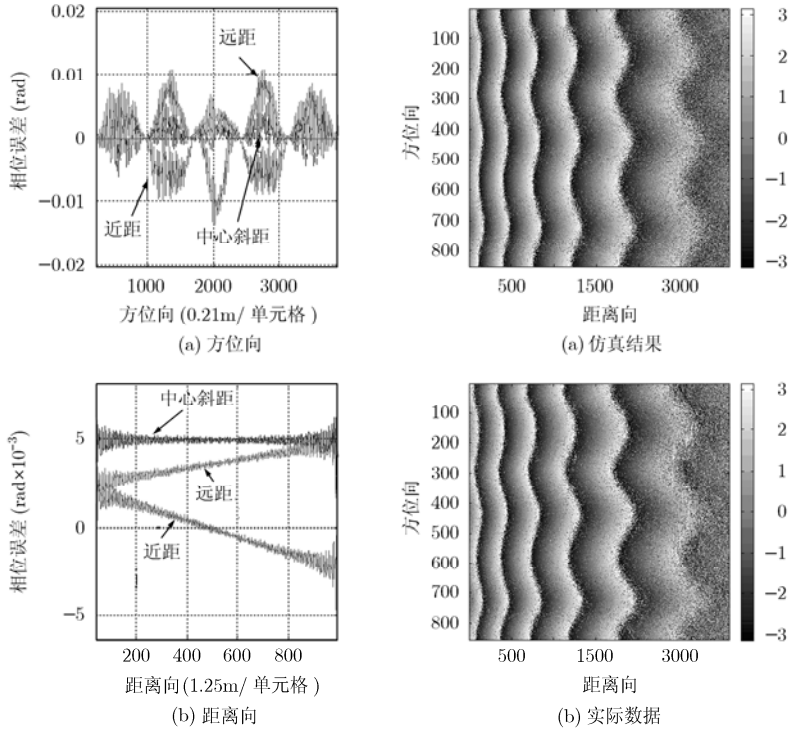 0.02
0.01
0
−0.01
−0.02
相位误差 (rad)
远距
近距
中心斜距
1000 2000 3000
方位向 (0.21m/ 单元格 )
(a) 方位向
100
200
300
400
500
600
700
800
方位向
500 1500 3000
距离向
3
2
1
0
−1
−2
−3
(a) 仿真结果
5
0
−5
相位误差 (rad×10⁻³)
中心斜距
远距
近距
200 400 600 800
距离向(1.25m/ 单元格 )
(b) 距离向
100
200
300
400
500
600
700
800
方位向
500 1500 3000
距离向
3
2
1
0
−1
−2
−3
(b) 实际数据